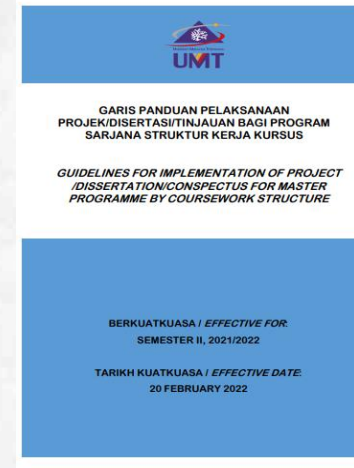 UMT
GARIS PANDUAN PELAKSANAAN
PROJEK/DISERTASI/TINJAUAN BAGI PROGRAM
SARJANA STRUKTUR KERJA KURSUS
GUIDELINES FOR IMPLEMENTATION OF PROJECT
/DISSERTATION/CONSPECTUS FOR MASTER
PROGRAMME BY COURSEWORK STRUCTURE
BERKUATKUASA / EFFECTIVE FOR:
SEMESTER II, 2021/2022
TARIKH KUATKUASA / EFFECTIVE DATE:
20 FEBRUARY 2022